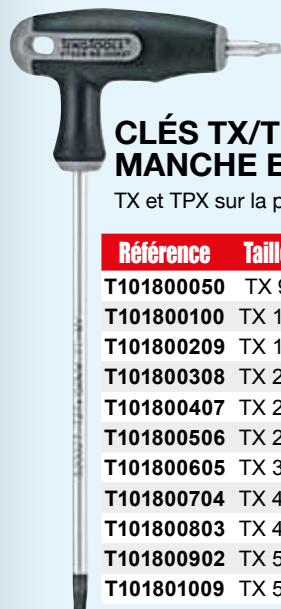 CLÉS TX/T
MANCHE E
TX et TPX sur la p
Référence Taill
T101800050 TX 9
T101800100 TX 1
T101800209 TX 1
T101800308 TX 2
T101800407 TX 2
T101800506 TX 2
T101800605 TX 3
T101800704 TX 4
T101800803 TX 4
T101800902 TX 5
T101801009 TX 5